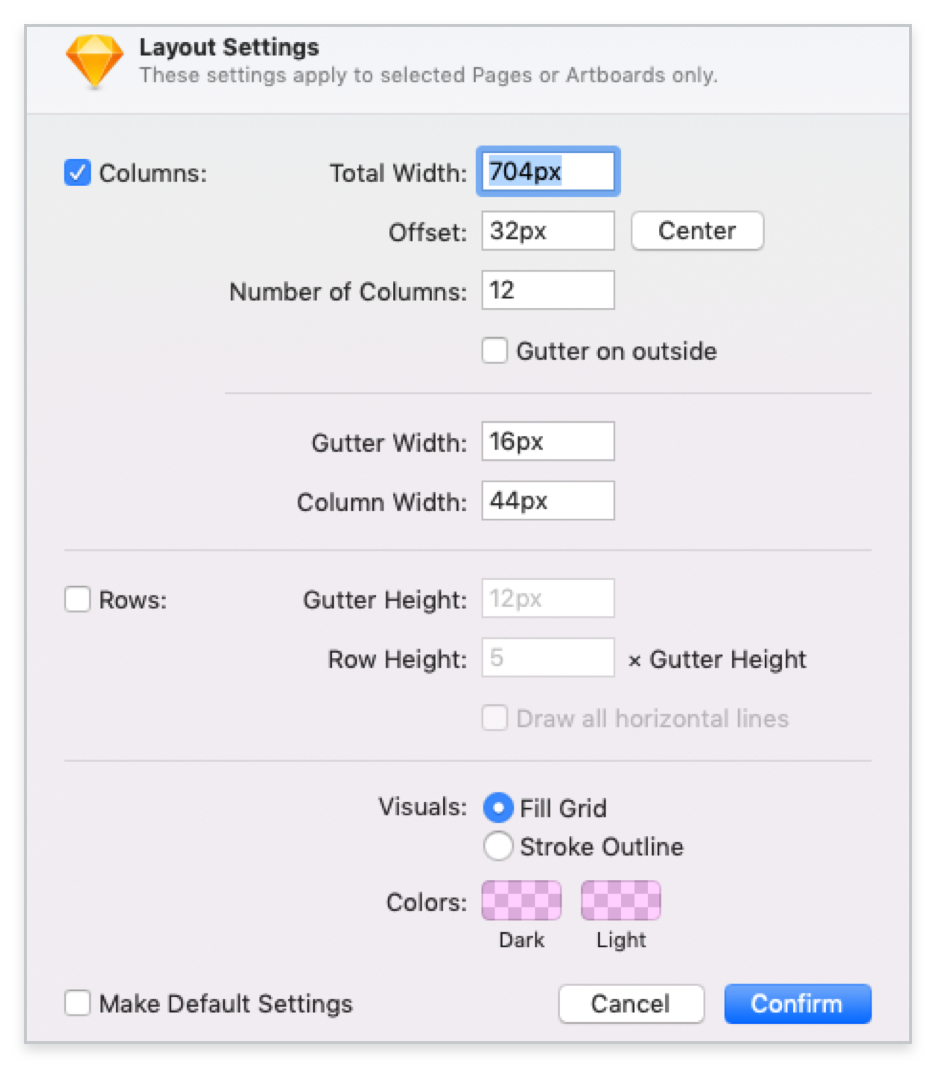 Layout Settings
These settings apply to selected Pages or Artboards only.
Columns: Total Width: 704px
Offset: 32px Center
Number of Columns: 12
Gutter on outside
Gutter Width: 16px
Column Width: 44px
Rows: Gutter Height: 12px
Row Height: 5 × Gutter Height
Draw all horizontal lines
Visuals: Fill Grid
Stroke Outline
Colors:
Dark Light
Make Default Settings Cancel Confirm